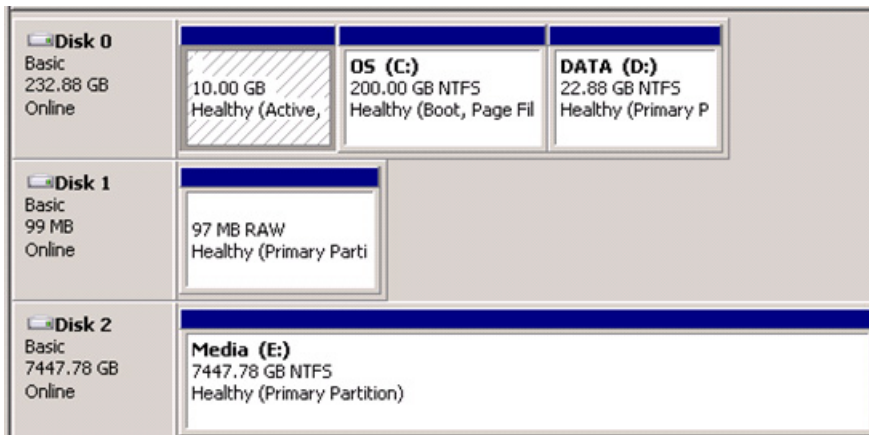 Disk 0
Basic
232.88 GB
Online
10.00 GB
Healthy (Active,
OS (C:)
200.00 GB NTFS
Healthy (Boot, Page Fil
DATA (D:)
22.88 GB NTFS
Healthy (Primary P
Disk 1
Basic
99 MB
Online
97 MB RAW
Healthy (Primary Parti
Disk 2
Basic
7447.78 GB
Online
Media (E:)
7447.78 GB NTFS
Healthy (Primary Partition)